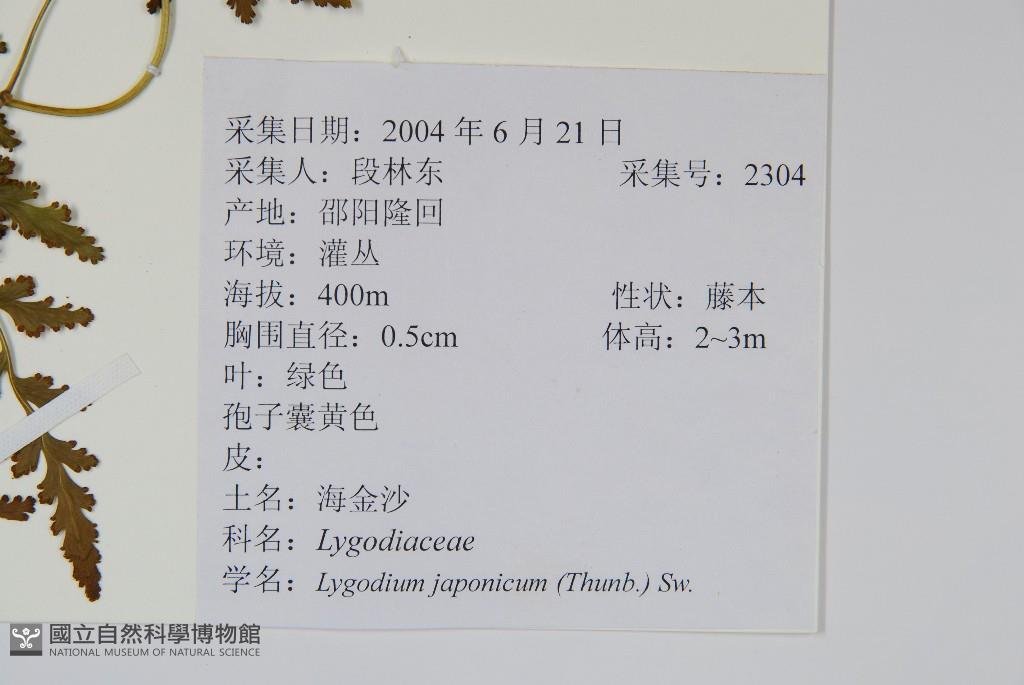 采集日期：2004 年 6 月 21 日
采集人：段林东 采集号：2304
产地：邵阳隆回
环境：灌丛
海拔：400m 性状：藤本
胸围直径：0.5cm 体高：2~3m
叶：绿色
孢子囊黄色
皮：
土名：海金沙
科名：Lygodiaceae
学名：Lygodium japonicum (Thunb.) Sw.
國立自然科學博物館
NATIONAL MUSEUM OF NATURAL SCIENCE